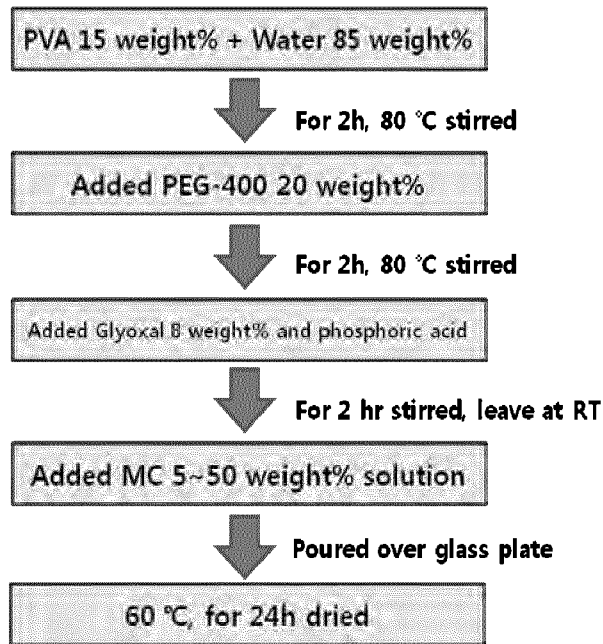 PVA 15 weight% + Water 85 weight%
For 2h, 80 ℃ stirred
Added PEG-400 20 weight%
For 2h, 80 ℃ stirred
Added Glyoxal 8 weight% and phosphoric acid
For 2 hr stirred, leave at RT
Added MC 5~50 weight% solution
Poured over glass plate
60 ℃, for 24h dried